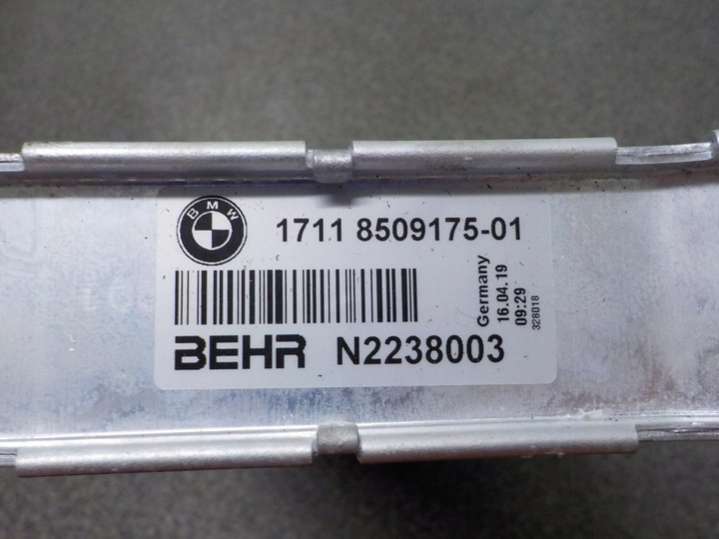 BMW
1711 8509175-01
BEHR N2238003
Germany
16.04.19
09:29
328018